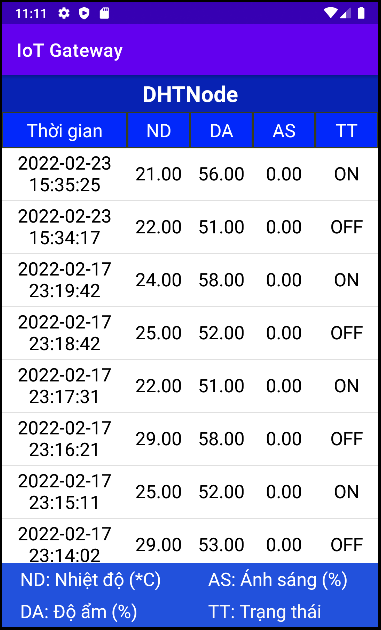 11:11
IoT Gateway
DHTNode
Thời gian ND DA AS TT
2022-02-23
15:35:25 21.00 56.00 0.00 ON
2022-02-23
15:34:17 22.00 51.00 0.00 OFF
2022-02-17
23:19:42 24.00 58.00 0.00 ON
2022-02-17
23:18:42 25.00 52.00 0.00 OFF
2022-02-17
23:17:31 22.00 51.00 0.00 ON
2022-02-17
23:16:21 29.00 58.00 0.00 OFF
2022-02-17
23:15:11 25.00 52.00 0.00 ON
2022-02-17
23:14:02 29.00 53.00 0.00 OFF
ND: Nhiệt độ (*C) AS: Ánh sáng (%)
DA: Độ ẩm (%) TT: Trạng thái